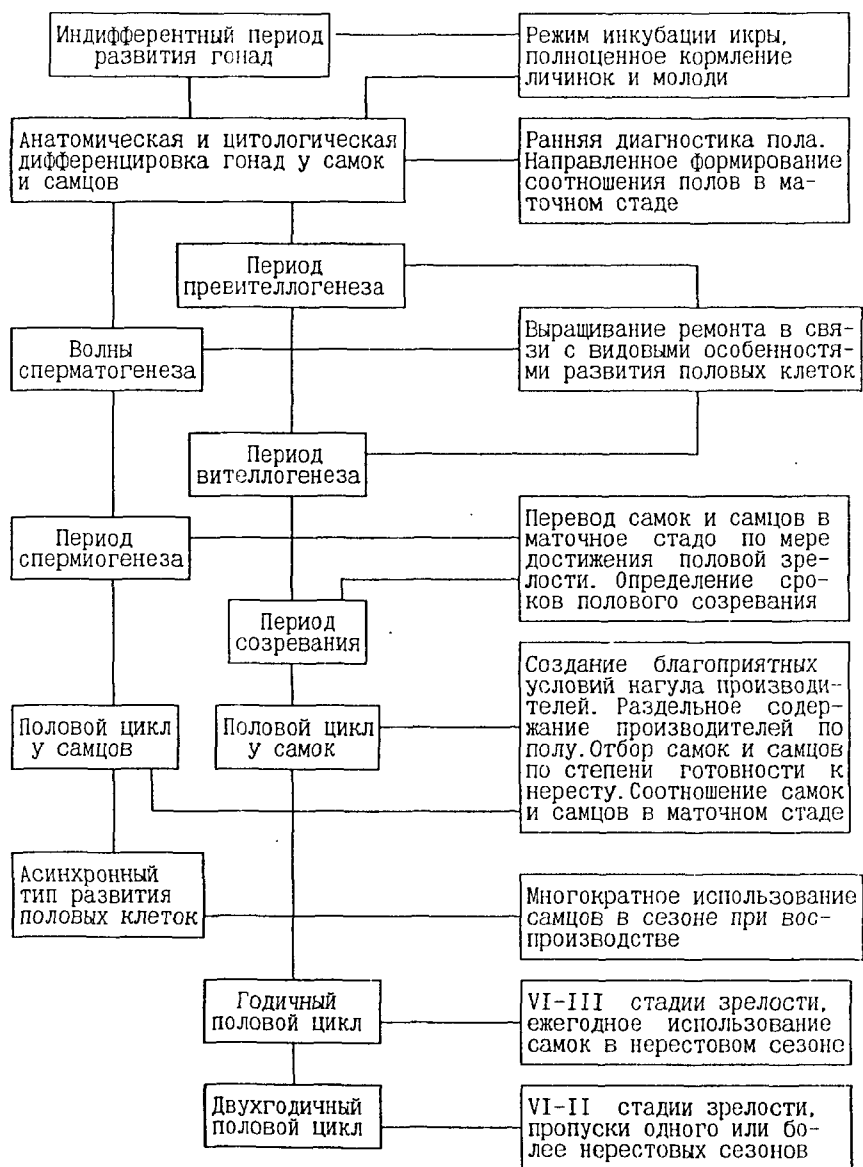 Индифферентный период
развития гонад
Режим инкубации икры,
полноценное кормление
личинок и молоди
Анатомическая и цитологическая
дифференцировка гонад у самок
и самцов
Ранняя диагностика пола.
Направленное формирование
соотношения полов в ма-
точном стаде
Период
превителлогенеза
Волны
сперматогенеза
Выращивание ремонта в свя-
зи с видовыми особенностя-
ми развития половых клеток
Период
вителлогенеза
Период
спермиогенеза
Перевод самок и самцов в
маточное стадо по мере
достижения половой зре-
лости. Определение сро-
ков полового созревания
Период
созревания
Создание благоприятных
условий нагула производи-
телей. Раздельное содер-
жание производителей по
полу. Отбор самок и самцов
по степени готовности к
нересту. Соотношение самок
и самцов в маточном стаде
Половой цикл
у самцов
Половой цикл
у самок
Асинхронный
тип развития
половых клеток
Многократное использование
самцов в сезоне при вос-
производстве
Годичный
половой цикл
VI-III стадии зрелости,
ежегодное использование
самок в нерестовом сезоне
Двухгодичный
половой цикл
VI-II стадии зрелости,
пропуски одного или бо-
лее нерестовых сезонов